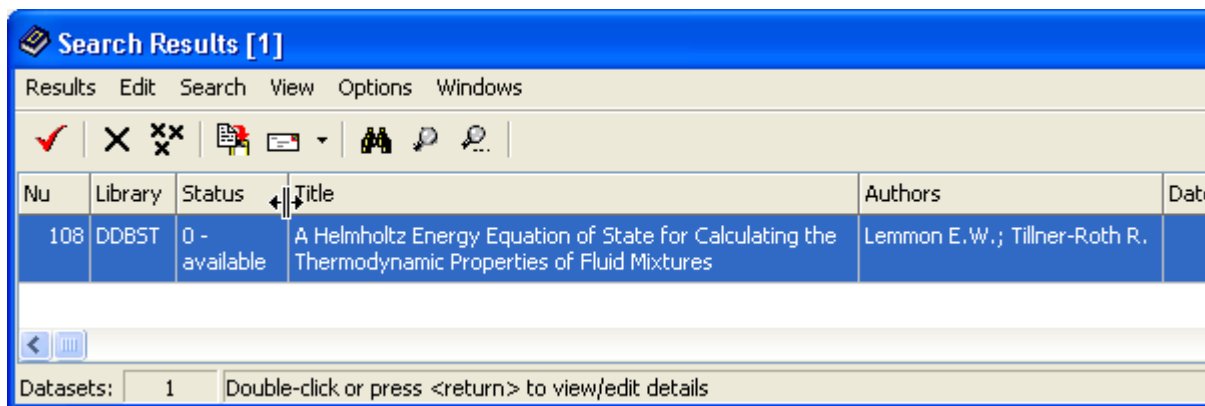 Search Results [1]
Results Edit Search View Options Windows
Nu Library Status Title Authors Date
108 DDBST 0 - A Helmholtz Energy Equation of State for Calculating the Lemmon E.W.; Tillner-Roth R.
available Thermodynamic Properties of Fluid Mixtures
Datasets: 1 Double-click or press <return> to view/edit details